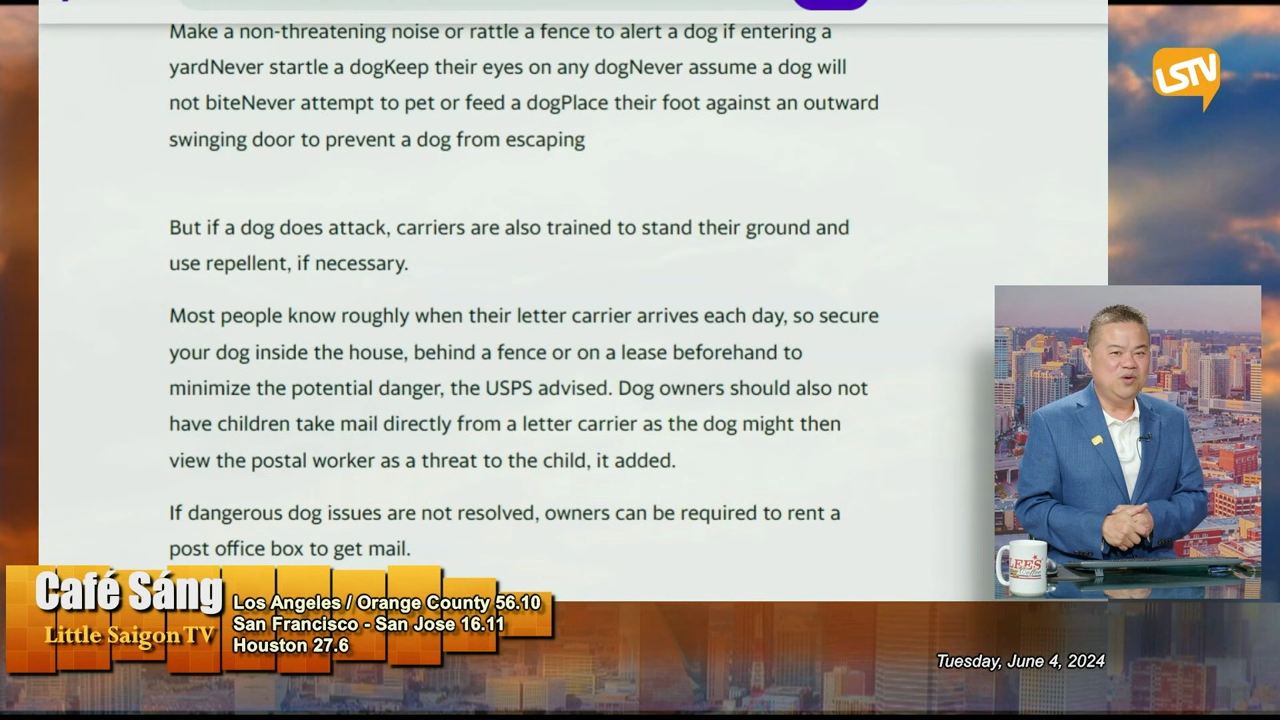 Make a non-threatening noise or rattle a fence to alert a dog if entering a
yardNever startle a dogKeep their eyes on any dogNever assume a dog will
not biteNever attempt to pet or feed a dogPlace their foot against an outward
swinging door to prevent a dog from escaping
But if a dog does attack, carriers are also trained to stand their ground and
use repellent, if necessary.
Most people know roughly when their letter carrier arrives each day, so secure
your dog inside the house, behind a fence or on a lease beforehand to
minimize the potential danger, the USPS advised. Dog owners should also not
have children take mail directly from a letter carrier as the dog might then
view the postal worker as a threat to the child, it added.
If dangerous dog issues are not resolved, owners can be required to rent a
post office box to get mail.
LSTV
LEE'S
Café Sáng
Little Saigon TV
Los Angeles / Orange County 56.10
San Francisco - San Jose 16.11
Houston 27.6
Tuesday, June 4, 2024